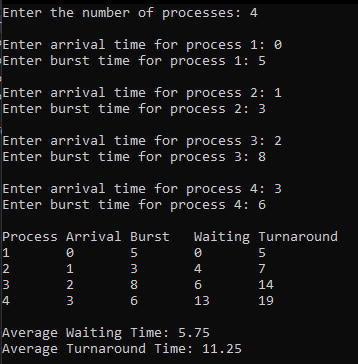 Enter the number of processes: 4
Enter arrival time for process 1: 0
Enter burst time for process 1: 5
Enter arrival time for process 2: 1
Enter burst time for process 2: 3
Enter arrival time for process 3: 2
Enter burst time for process 3: 8
Enter arrival time for process 4: 3
Enter burst time for process 4: 6
Process Arrival Burst   Waiting Turnaround
1       0       5       0       5
2       1       3       4       7
3       2       8       6       14
4       3       6       13      19
Average Waiting Time: 5.75
Average Turnaround Time: 11.25